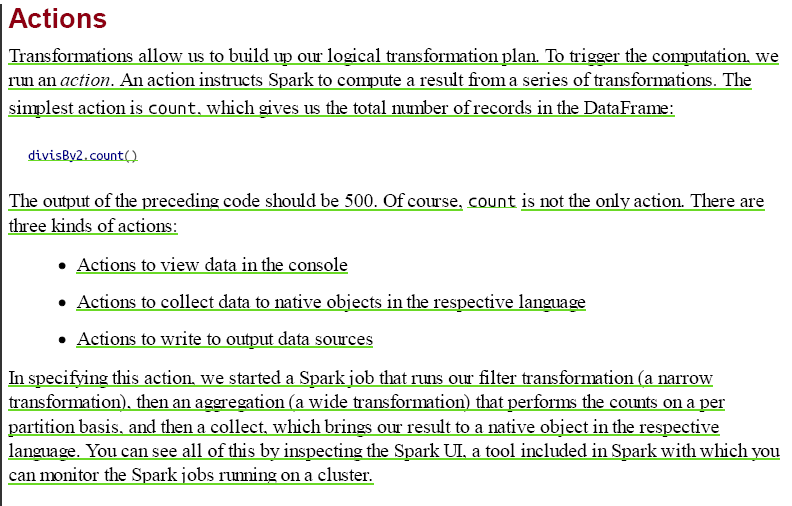 Actions
Transformations allow us to build up our logical transformation plan. To trigger the computation, we
run an action. An action instructs Spark to compute a result from a series of transformations. The
simplest action is count, which gives us the total number of records in the DataFrame:
divisBy2.count()
The output of the preceding code should be 500. Of course, count is not the only action. There are
three kinds of actions:
• Actions to view data in the console
• Actions to collect data to native objects in the respective language
• Actions to write to output data sources
In specifying this action, we started a Spark job that runs our filter transformation (a narrow
transformation), then an aggregation (a wide transformation) that performs the counts on a per
partition basis, and then a collect, which brings our result to a native object in the respective
language. You can see all of this by inspecting the Spark UI, a tool included in Spark with which you
can monitor the Spark jobs running on a cluster.